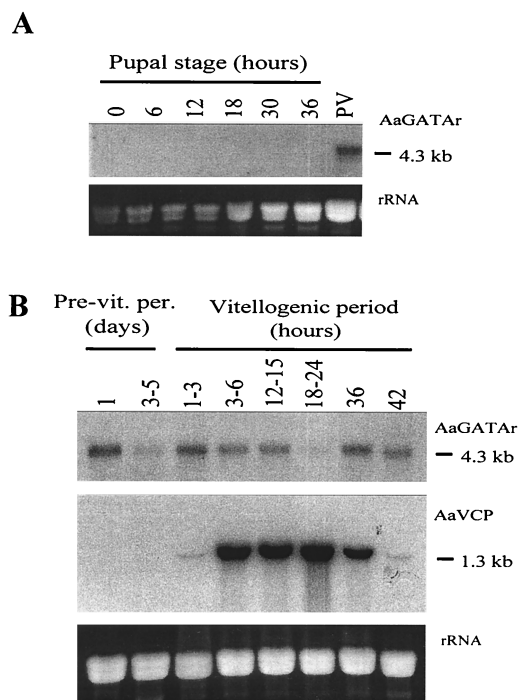 A
Pupal stage (hours)
0 6 12 18 30 36 PV
AaGATAr
4.3 kb
rRNA
B
Pre-vit. per. Vitellogenic period
(days) (hours)
1 3-5 1-3 3-6 12-15 18-24 36 42
AaGATAr
4.3 kb
AaVCP
1.3 kb
rRNA